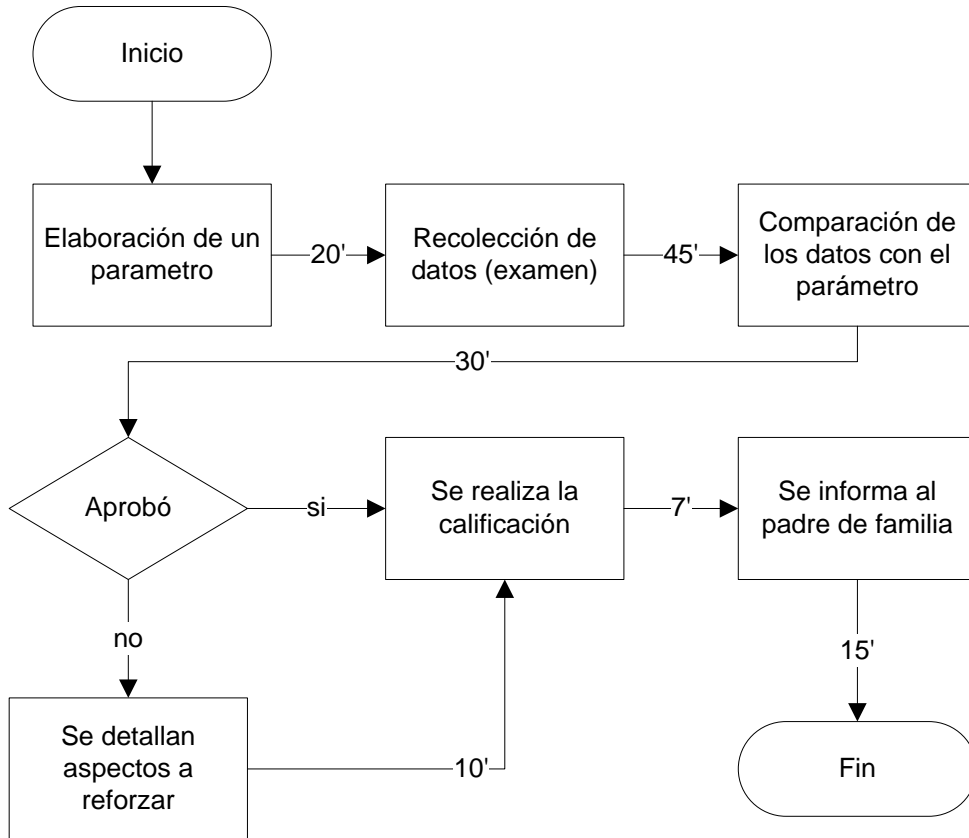 Inicio
Elaboración de un
parametro
20'
Recolección de
datos (examen)
45'
Comparación de
los datos con el
parámetro
30'
Aprobó
si
Se realiza la
calificación
7'
Se informa al
padre de familia
no
15'
Se detallan
aspectos a
reforzar
10'
Fin